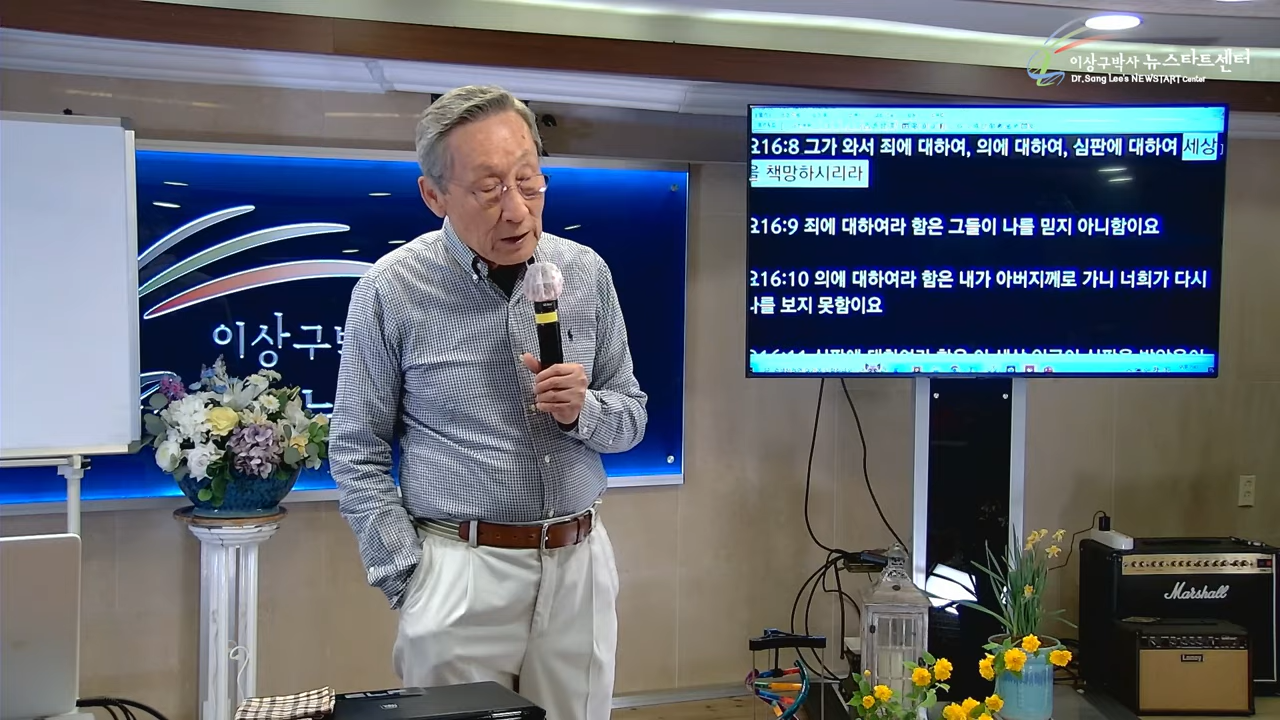 이상구박사 뉴스타트센터
Dr. Sang Lee's NEWSTART Center
16:8 그가 와서 죄에 대하여, 의에 대하여, 심판에 대하여 세상
을 책망하시리라
요16:9 죄에 대하여라 함은 그들이 나를 믿지 아니함이요
요16:10 의에 대하여라 함은 내가 아버지께로 가니 너희가 다시
나를 보지 못함이요
이상구
Marshall
Laney